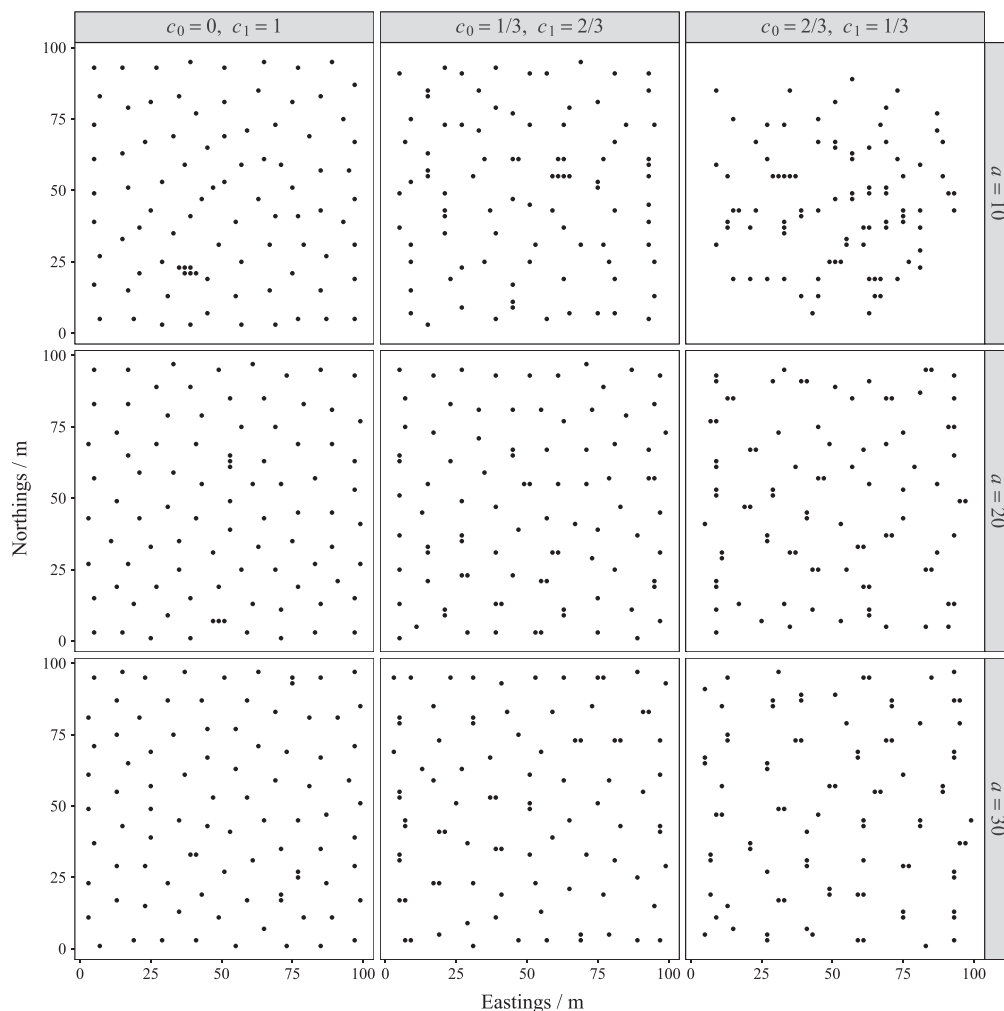 c₀ = 0, c₁ = 1
c₀ = 1/3, c₁ = 2/3
c₀ = 2/3, c₁ = 1/3
100
75
50
25
0
a = 10
100
75
50
25
0
a = 20
100
75
50
25
0
a = 30
Northings / m
0 25 50 75 100
0 25 50 75 100
0 25 50 75 100
Eastings / m